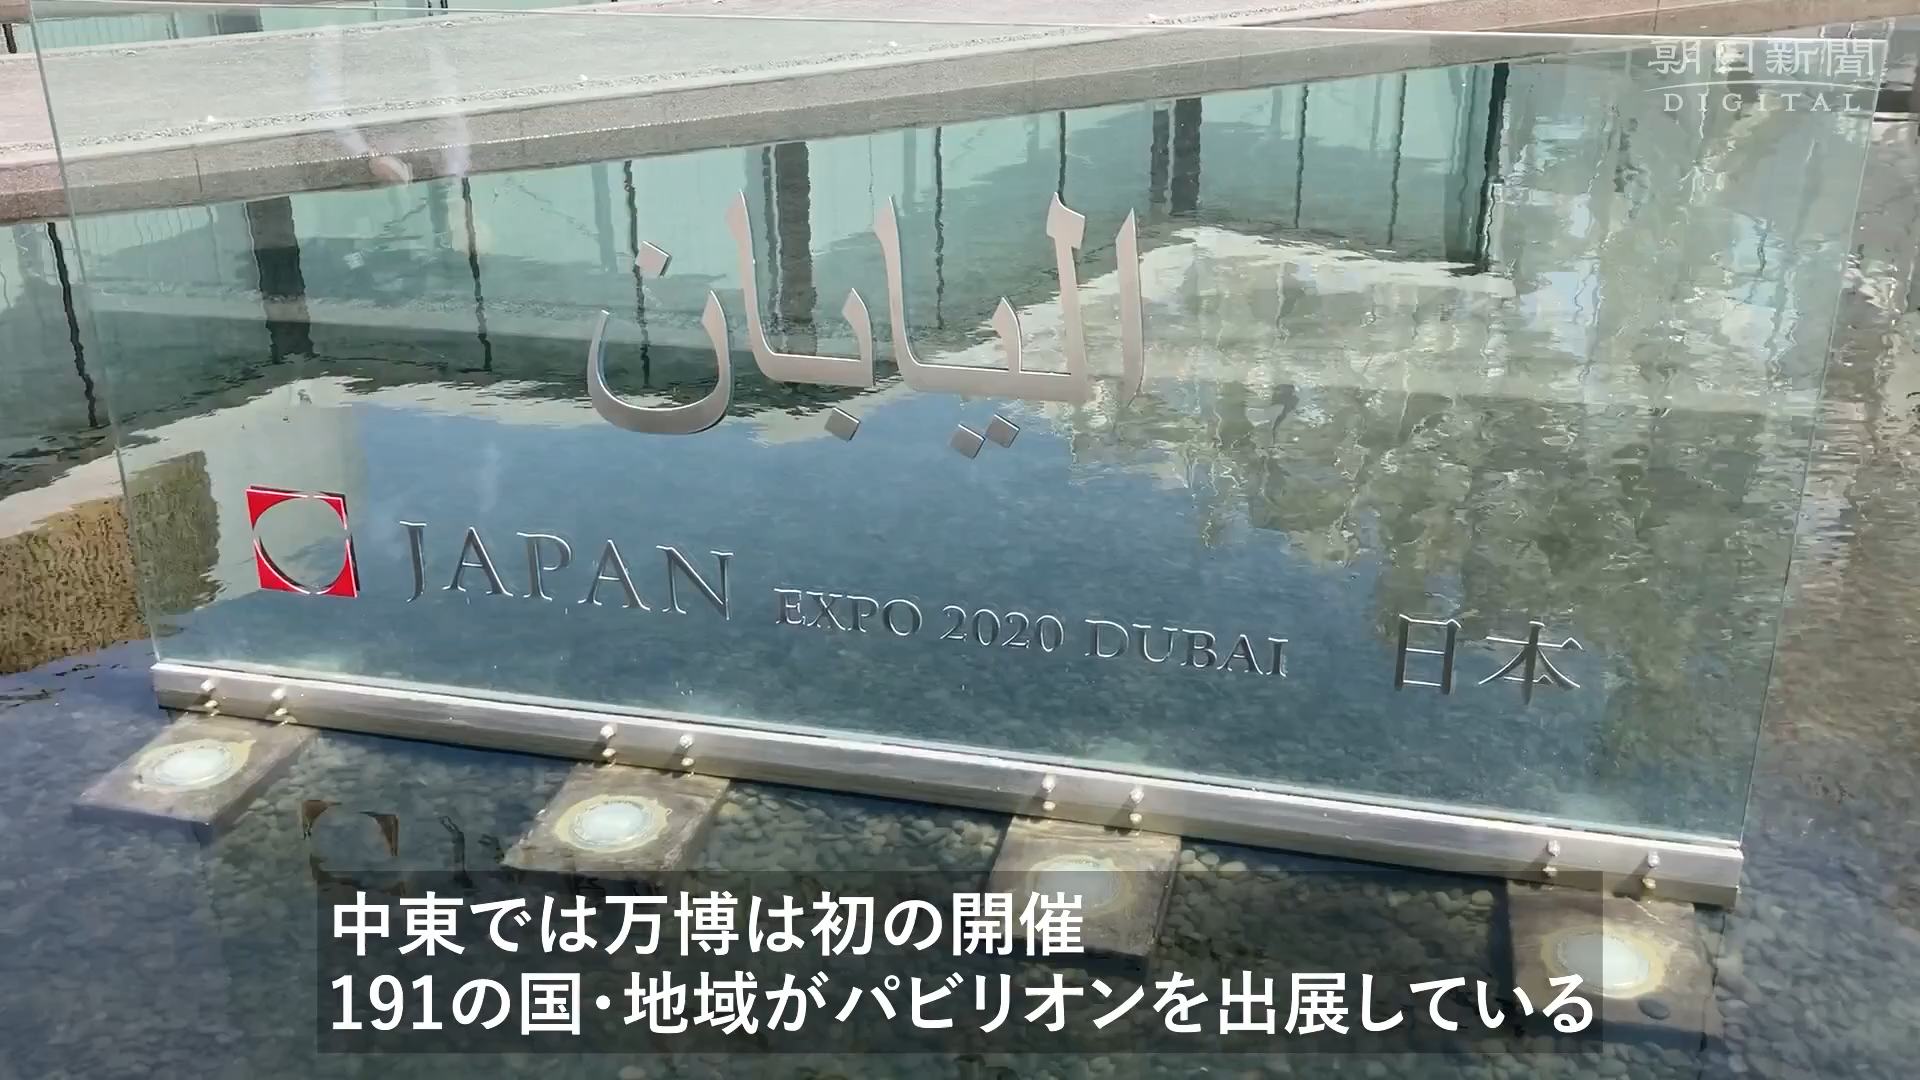 朝日新聞
DIGITAL
اليابان
JAPAN EXPO 2020 DUBAI 日本
中東では万博は初の開催
191の国・地域がパビリオンを出展している